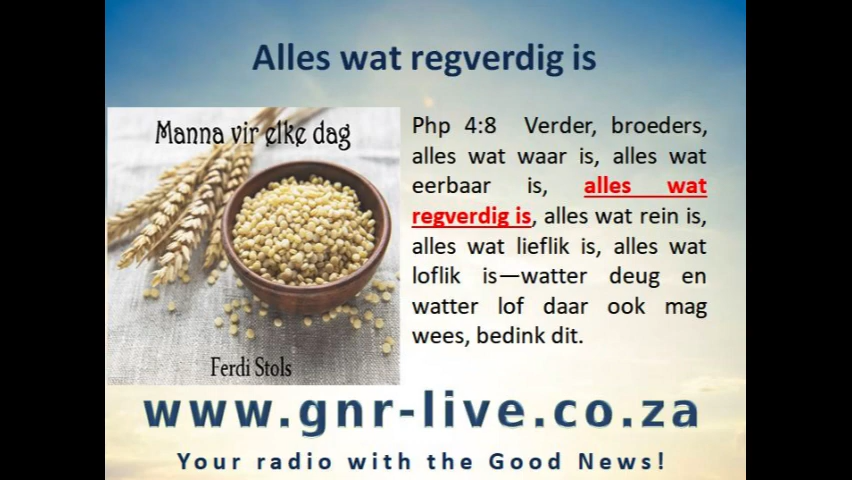 Alles wat regverdig is
Manna vir elke dag
Ferdi Stols
Php 4:8 Verder, broeders,
alles wat waar is, alles wat
eerbaar is, alles wat
regverdig is, alles wat rein is,
alles wat lieflik is, alles wat
loflik is—watter deug en
watter lof daar ook mag
wees, bedink dit.
www.gnr-live.co.za
Your radio with the Good News!